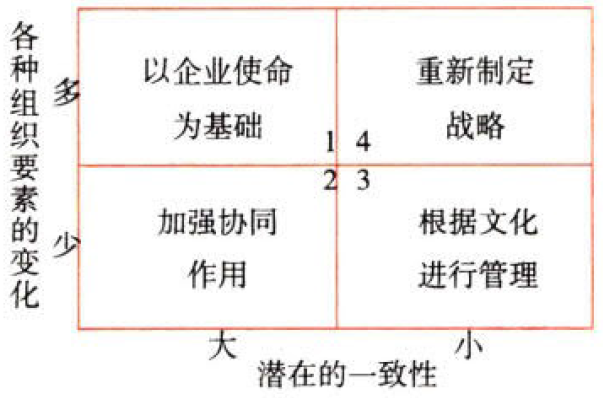 各种组织要素的变化
多
少
以企业使命
为基础
重新制定
战略
1 4
2 3
加强协同
作用
根据文化
进行管理
大
小
潜在的一致性